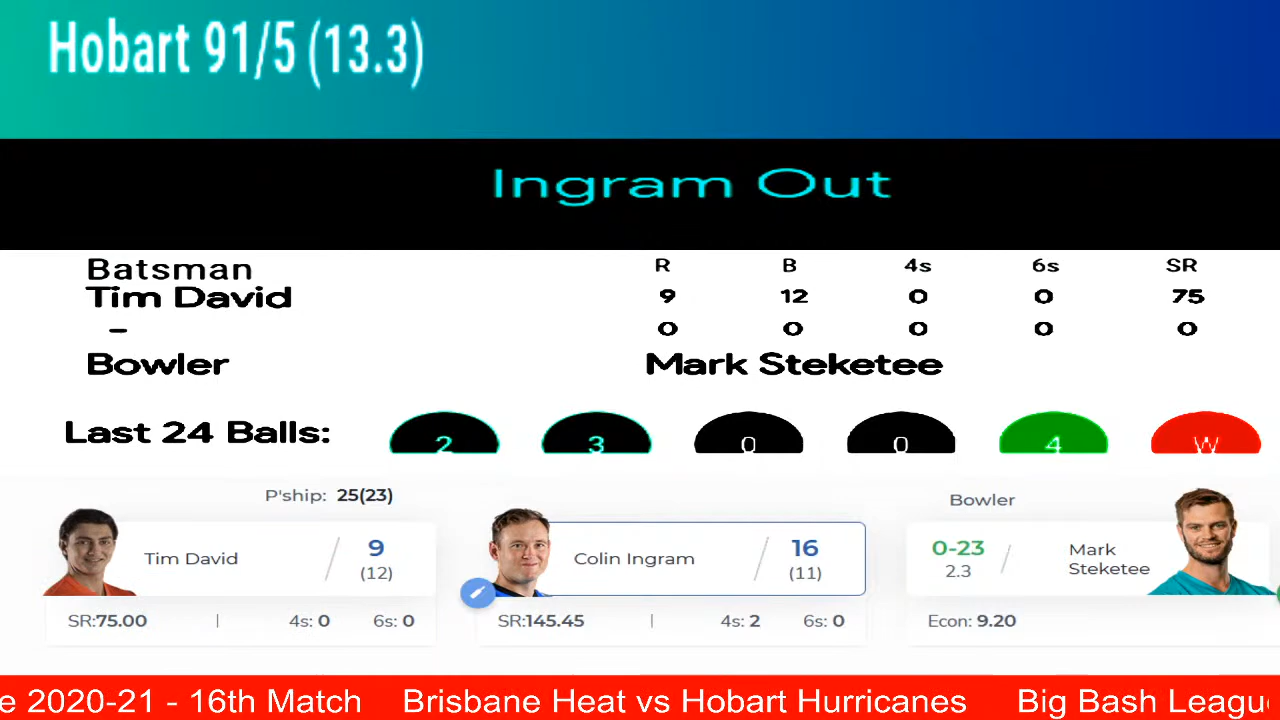 Hobart 91/5 (13.3)
Ingram Out
Batsman R B 4s 6s SR
Tim David 9 12 0 0 75
- 0 0 0 0 0
Bowler Mark Steketee
Last 24 Balls: 2 3 0 0 4 W
P'ship: 25(23)
Bowler
Tim David / 9
(12)
SR:75.00 | 4s: 0 6s: 0
Colin Ingram / 16
(11)
SR:145.45 | 4s: 2 6s: 0
0-23 / Mark
2.3 Steketee
Econ: 9.20
e 2020-21 - 16th Match Brisbane Heat vs Hobart Hurricanes Big Bash Leagu